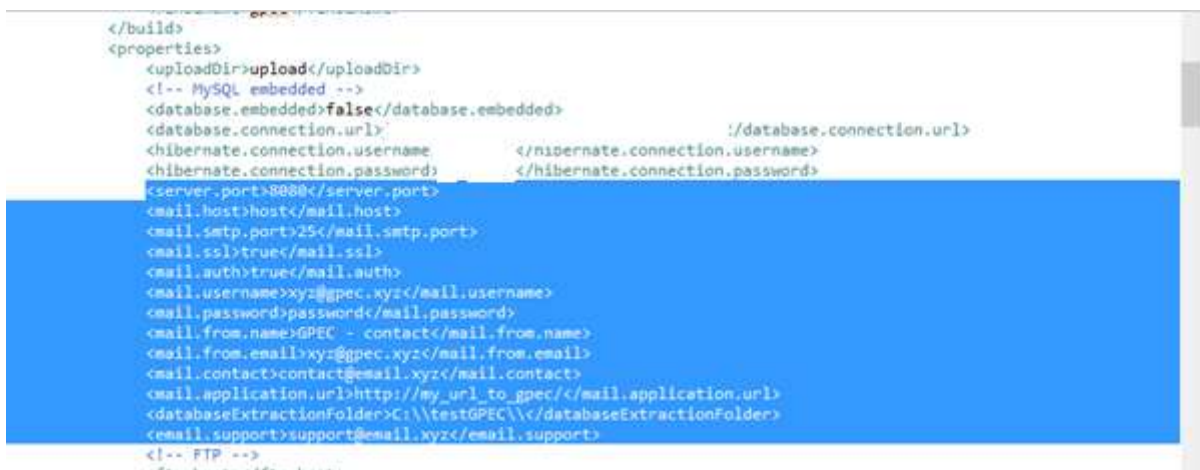 </build>
<properties>
<uploadDir>upload</uploadDir>
<!-- MySQL embedded -->
<database.embedded>false</database.embedded>
<database.connection.url> :/database.connection.url>
<hibernate.connection.username </hibernate.connection.username>
<hibernate.connection.password> </hibernate.connection.password>
<server.port>8080</server.port>
<mail.host>host</mail.host>
<mail.smtp.port>25</mail.smtp.port>
<mail.ssl>true</mail.ssl>
<mail.auth>true</mail.auth>
<mail.username>xyz@gpec.xyz</mail.username>
<mail.password>password</mail.password>
<mail.from.name>GPEC - contact</mail.from.name>
<mail.from.email>xyz@gpec.xyz</mail.from.email>
<mail.contact>contact@email.xyz</mail.contact>
<mail.application.url>http://my_url_to_gpec/</mail.application.url>
<databaseExtractionFolder>C:\\testGPEC\\</databaseExtractionFolder>
<email.support>support@email.xyz</email.support>
<!-- FTP -->